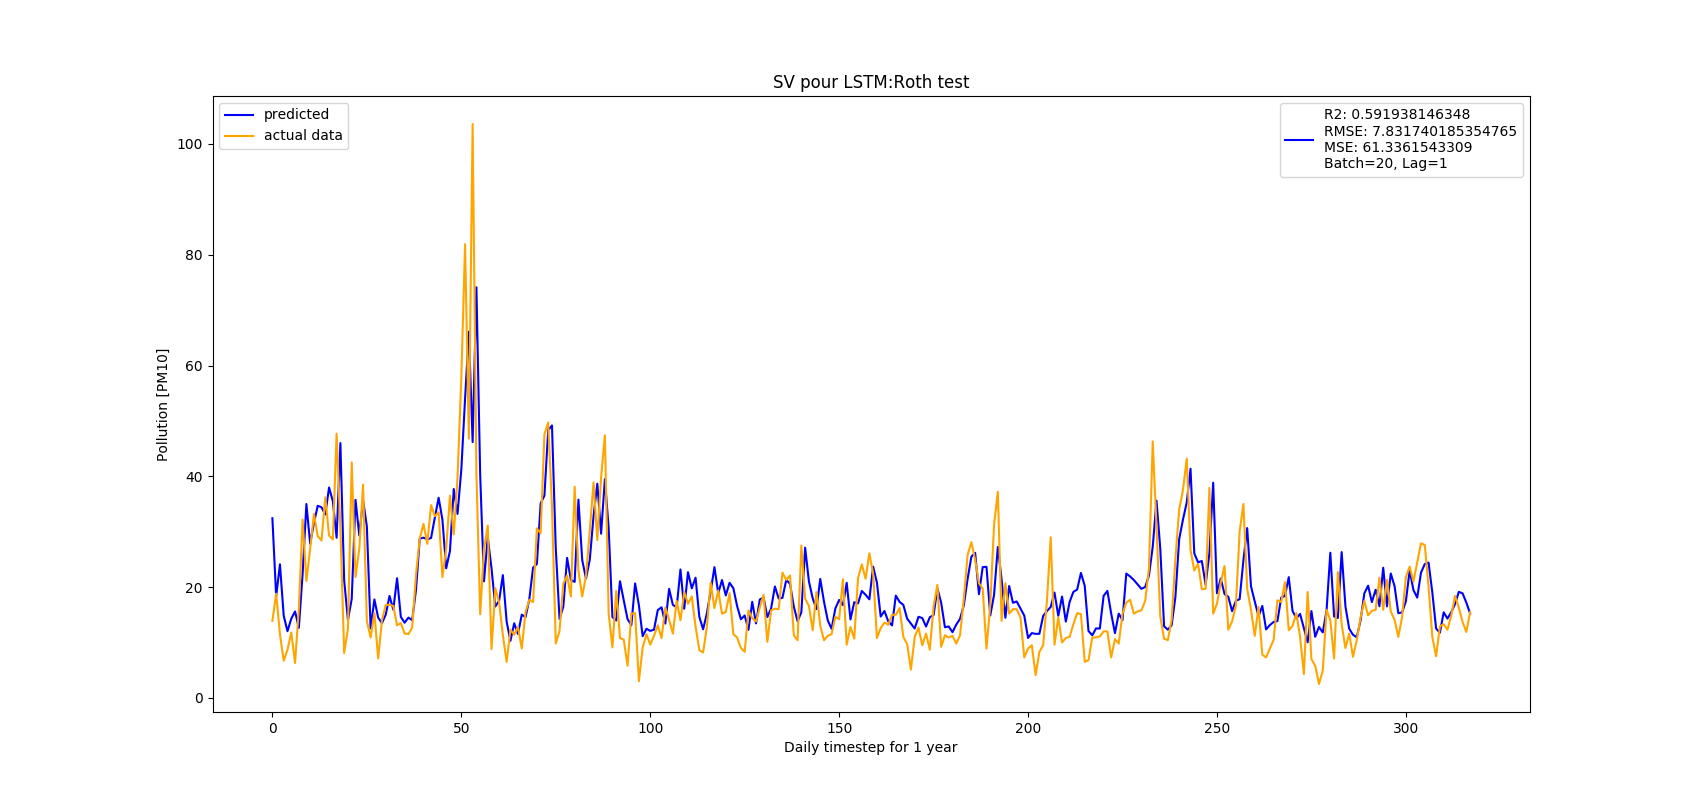 SV pour LSTM:Roth test
predicted
actual data
R2: 0.591938146348
RMSE: 7.831740185354765
MSE: 61.3361543309
Batch=20, Lag=1
Pollution [PM10]
100
80
60
40
20
0
0 50 100 150 200 250 300
Daily timestep for 1 year